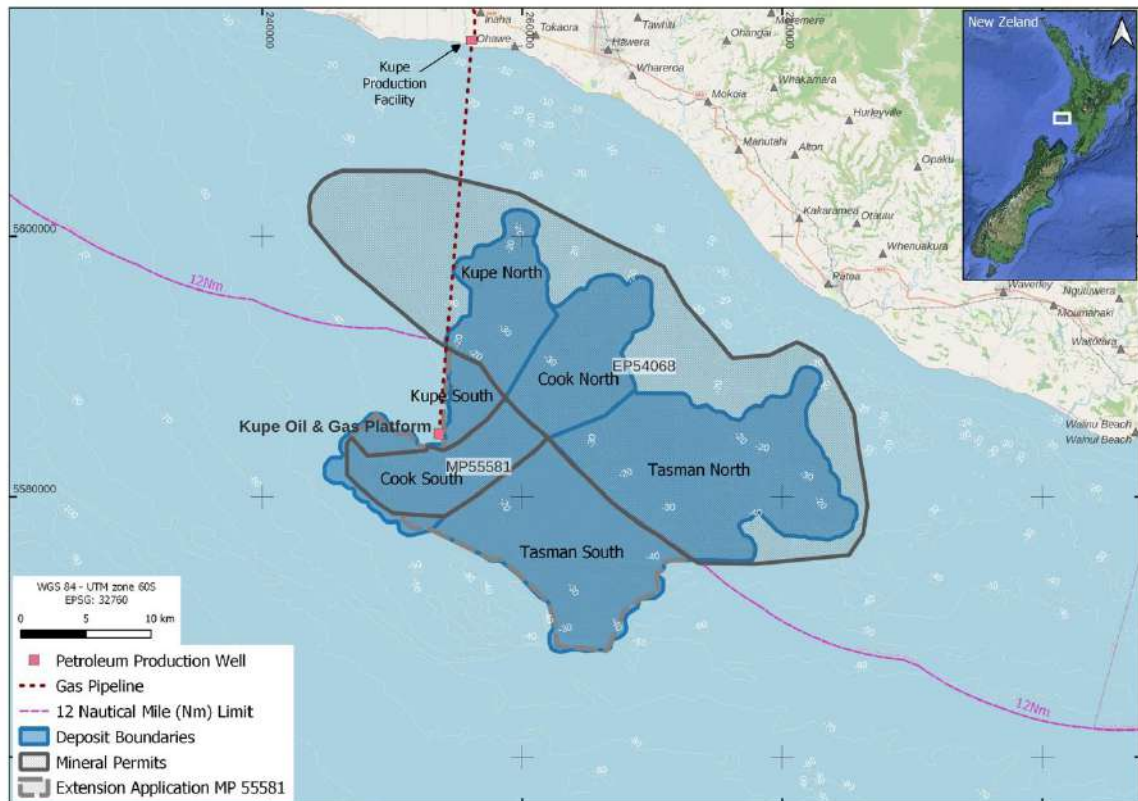 240000
260000
280000
New Zeland
Inaha
Ohawe
Tokaora
Tawhiti
Hawera
Ohangai
Meremere
Whareroa
Whakamara
Mokoia
Hurleyville
Manutahi
Alton
Opaku
Kakaramea
Otautu
Whenuakura
Patea
Waverley
Nguturwera
Moumahaki
Waitotara
Wainu Beach
Wainui Beach
Kupe
Production
Facility
5600000
12Nm
Kupe North
EP54068
Cook North
Kupe South
Kupe Oil & Gas Platform
MP55581
Cook South
Tasman North
5580000
Tasman South
12Nm
WGS 84 - UTM zone 60S
EPSG: 32760
0 5 10 km
Petroleum Production Well
Gas Pipeline
12 Nautical Mile (Nm) Limit
Deposit Boundaries
Mineral Permits
Extension Application MP 55581